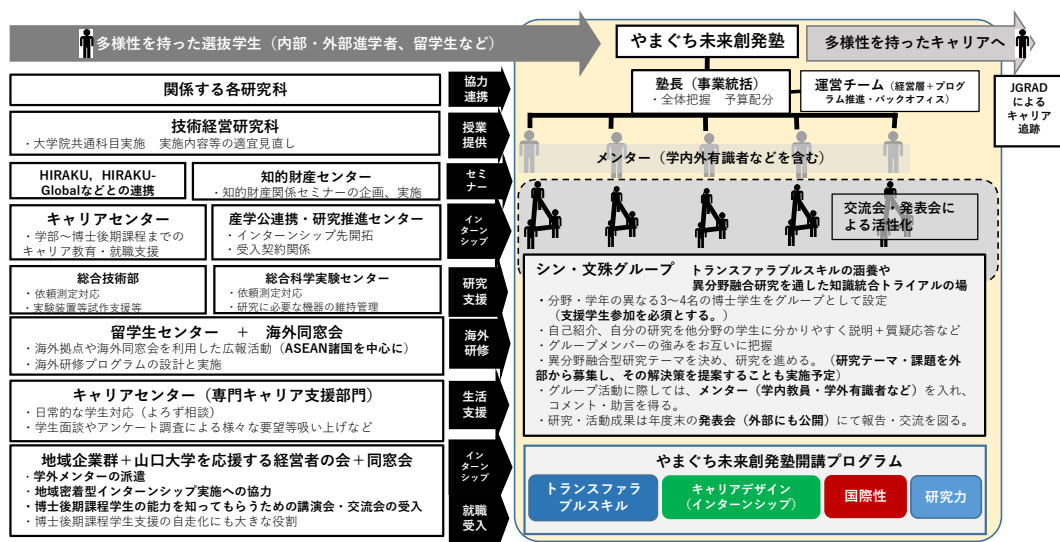 多様性を持った選抜学生（内部・外部進学者、留学生など）
関係する各研究科
協力
連携
技術経営研究科
・大学院共通科目実施　実施内容等の適宜見直し
授業
提供
HIRAKU，HIRAKU-
Globalなどとの連携
知的財産センター
・知的財産関係セミナーの企画、実施
セミ
ナー
キャリアセンター
・学部～博士後期課程までの
キャリア教育・就職支援
産学公連携・研究推進センター
・インターンシップ先開拓
・受入契約関係
イン
ターン
シップ
総合技術部
・依頼測定対応
・実験装置等試作支援等
総合科学実験センター
・依頼測定対応
・研究に必要な機器の維持管理
研究
支援
留学生センター　＋　海外同窓会
・海外拠点や海外同窓会を利用した広報活動（ASEAN諸国を中心に）
・海外研修プログラムの設計と実施
海外
研修
キャリアセンター（専門キャリア支援部門）
・日常的な学生対応（よろず相談）
・学生面談やアンケート調査による様々な要望等吸い上げなど
生活
支援
地域企業群＋山口大学を応援する経営者の会＋同窓会
・学外メンターの派遣
・地域密着型インターンシップ実施への協力
・博士後期課程学生の能力を知ってもらうための講演会・交流会の受入
・博士後期課程学生支援の自走化にも大きな役割
イン
ターン
シップ
就職
受入
やまぐち未来創発塾
多様性を持ったキャリアへ
JGRAD
による
キャリア
追跡
塾長（事業統括）
・全体把握　予算配分
運営チーム（経営層＋プログ
ラム推進・バックオフィス）
メンター（学内外有識者などを含む）
交流会・発表会に
よる活性化
シン・文殊グループ　トランスファラブルスキルの涵養や
異分野融合研究を通した知識統合トライアルの場
・分野・学年の異なる3～4名の博士学生をグループとして設定
（支援学生参加を必須とする。）
・自己紹介、自分の研究を他分野の学生に分かりやすく説明＋質疑応答など
・グループメンバーの強みをお互いに把握
・異分野融合型研究テーマを決め、研究を進める。（研究テーマ・課題を外
部から募集し、その解決策を提案することも実施予定）
・グループ活動に際しては、メンター（学内教員・学外有識者など）を入れ、
コメント・助言を得る。
・研究・活動成果は年度末の発表会（外部にも公開）にて報告・交流を図る。
やまぐち未来創発塾開講プログラム
トランスファラ
ブルスキル
キャリアデザイン
（インターンシップ）
国際性
研究力